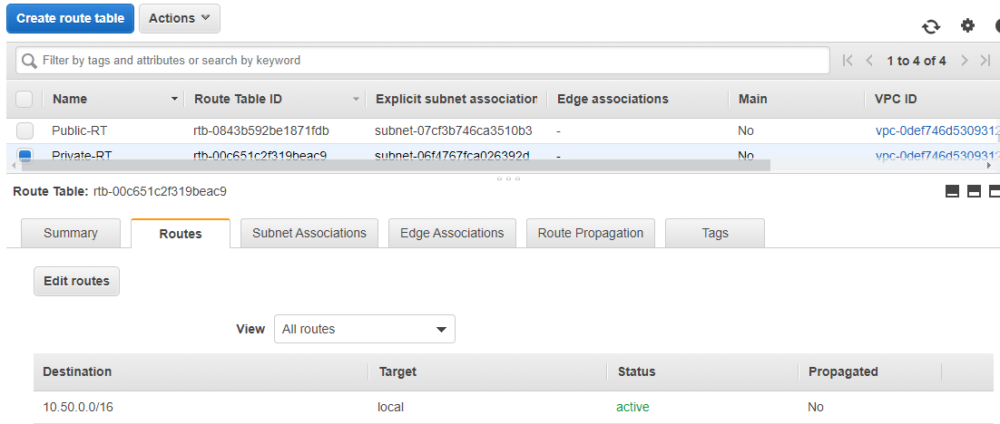 Create route table Actions
Filter by tags and attributes or search by keyword 1 to 4 of 4
Name Route Table ID Explicit subnet association Edge associations Main VPC ID
Public-RT rtb-0843b592be1871fdb subnet-07cf3b746ca3510b3 - No vpc-0def746d5309312
Private-RT rtb-00c651c2f319beac9 subnet-06f4767fca026392d - No vpc-0def746d5309312
Route Table: rtb-00c651c2f319beac9
Summary Routes Subnet Associations Edge Associations Route Propagation Tags
Edit routes
View All routes
Destination Target Status Propagated
10.50.0.0/16 local active No